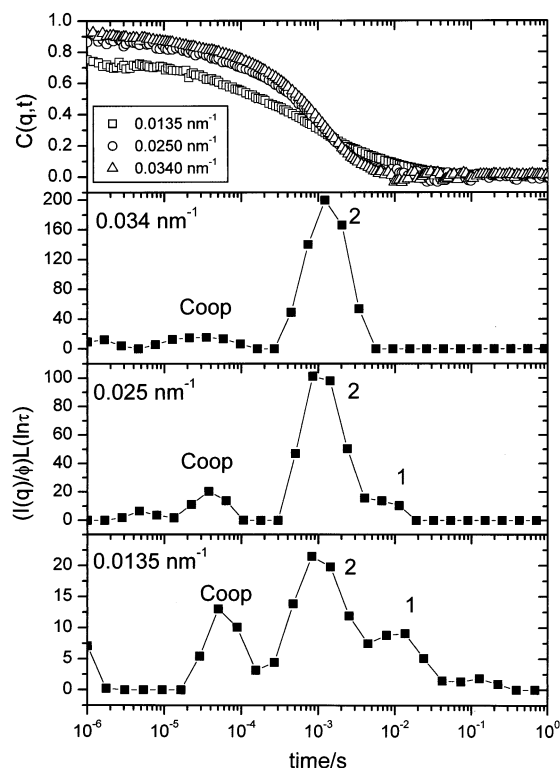 1.0
0.8
0.6
0.4
0.2
0.0
C(q,t)
0.0135 nm⁻¹
0.0250 nm⁻¹
0.0340 nm⁻¹
200
160
120
80
40
0
0.034 nm⁻¹
Coop
2
100
80
60
40
20
0
0.025 nm⁻¹
Coop
2
1
(I(q)/ϕ)L(lnτ)
20
15
10
5
0
0.0135 nm⁻¹
Coop
2
1
10⁻⁶ 10⁻⁵ 10⁻⁴ 10⁻³ 10⁻² 10⁻¹ 10⁰
time/s